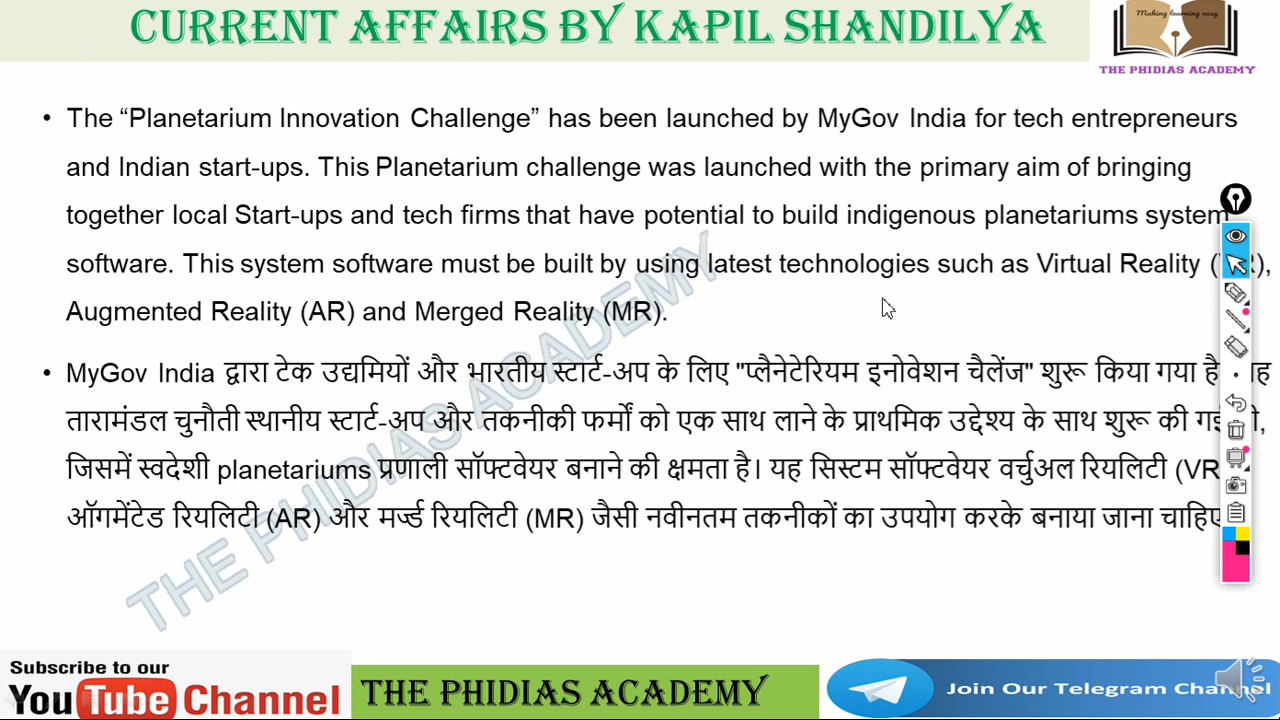 CURRENT AFFAIRS BY KAPIL SHANDILYA
Making learning easy
THE PHIDIAS ACADEMY
• The “Planetarium Innovation Challenge” has been launched by MyGov India for tech entrepreneurs
and Indian start-ups. This Planetarium challenge was launched with the primary aim of bringing
together local Start-ups and tech firms that have potential to build indigenous planetariums system
software. This system software must be built by using latest technologies such as Virtual Reality (VR),
Augmented Reality (AR) and Merged Reality (MR).
• MyGov India द्वारा टेक उद्यमियों और भारतीय स्टार्ट-अप के लिए "प्लैनेटेरियम इनोवेशन चैलेंज" शुरू किया गया है
तारामंडल चुनौती स्थानीय स्टार्ट-अप और तकनीकी फर्मों को एक साथ लाने के प्राथमिक उद्देश्य के साथ शुरू की
जिसमें स्वदेशी planetariums प्रणाली सॉफ्टवेयर बनाने की क्षमता है। यह सिस्टम सॉफ्टवेयर वर्चुअल रियलिटी (VR
ऑगमेंटेड रियलिटी (AR) और मर्ज्ड रियलिटी (MR) जैसी नवीनतम तकनीकों का उपयोग करके बनाया जाना चाहिए
THE PHIDIAS ACADEMY
Subscribe to our
YouTube Channel
THE PHIDIAS ACADEMY
Join Our Telegram Channel